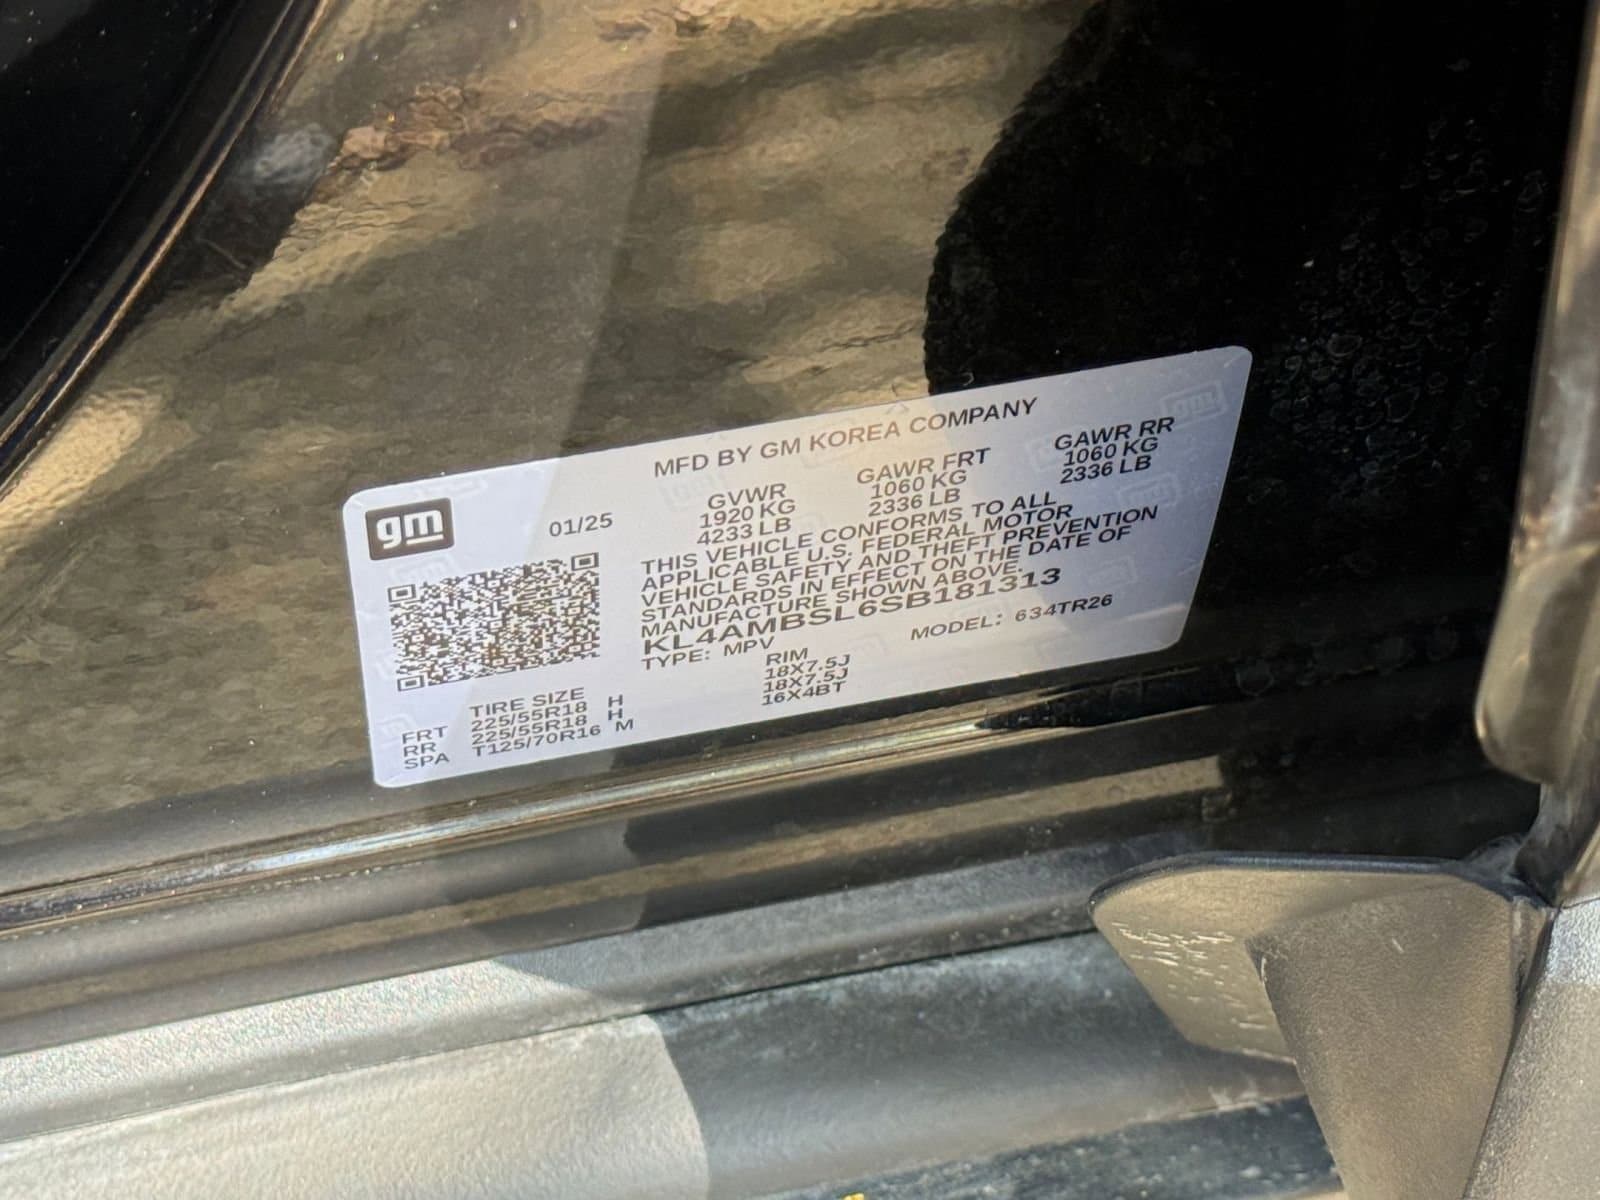 gm
01/25
MFD BY GM KOREA COMPANY
GVWR GAWR FRT GAWR RR
1920 KG 1060 KG 1060 KG
4233 LB 2336 LB 2336 LB
THIS VEHICLE CONFORMS TO ALL
APPLICABLE U.S. FEDERAL MOTOR
VEHICLE SAFETY AND THEFT PREVENTION
STANDARDS IN EFFECT ON THE DATE OF
MANUFACTURE SHOWN ABOVE.
KL4AMBSL6SB181313
TYPE: MPV MODEL: 634TR26
TIRE SIZE RIM
FRT 225/55R18 H 18X7.5J
RR 225/55R18 H 18X7.5J
SPA T125/70R16 M 16X4BT